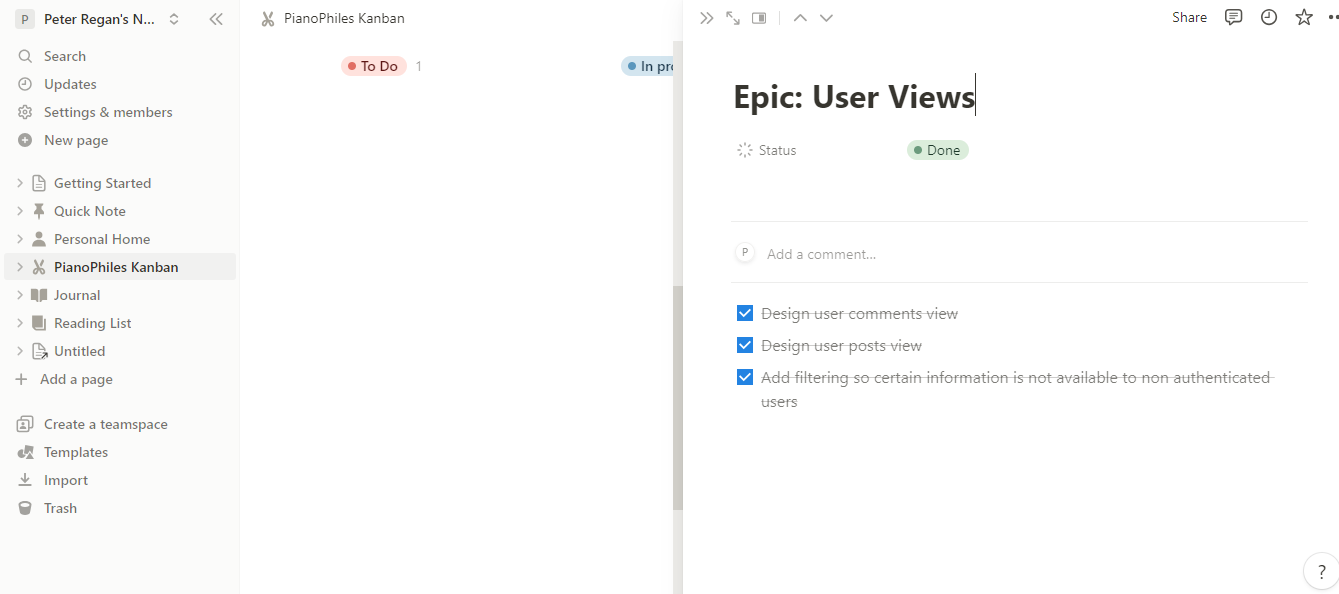 P Peter Regan's N...
Search
Updates
Settings & members
New page
Getting Started
Quick Note
Personal Home
PianoPhiles Kanban
Journal
Reading List
Untitled
Add a page
Create a teamspace
Templates
Import
Trash
PianoPhiles Kanban
To Do 1
In pro
Share
Epic: User Views
Status Done
P Add a comment...
Design user comments view
Design user posts view
Add filtering so certain information is not available to non authenticated
users
?